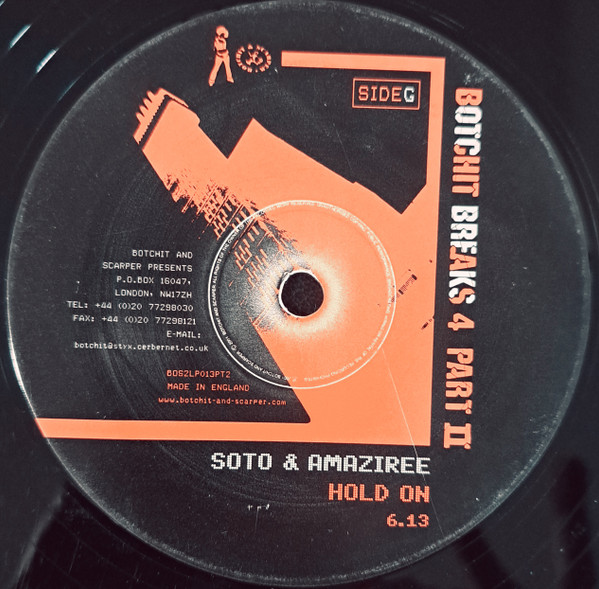 SIDEG
BOTCHIT BREAKS 4 PART II
BOTCHIT AND
SCARPER PRESENTS
P.O.BOX 16047,
LONDON, NW17ZH
TEL: +44 (0)20 77298030
FAX: +44 (0)20 77298121
E-MAIL:
botchit@styx.cerbernet.co.uk
BOS2LP013PT2
MADE IN ENGLAND
www.botchit-and-scarper.com
SOTO & AMAZIREE
HOLD ON
6.13